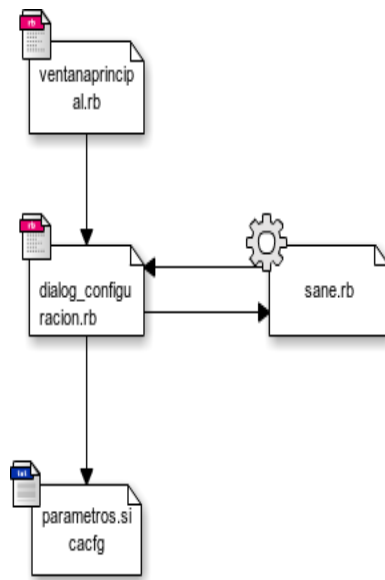 rb
ventanaprincip
al.rb
rb
dialog_configu
racion.rb
sane.rb
txt
parametros.si
cacfg